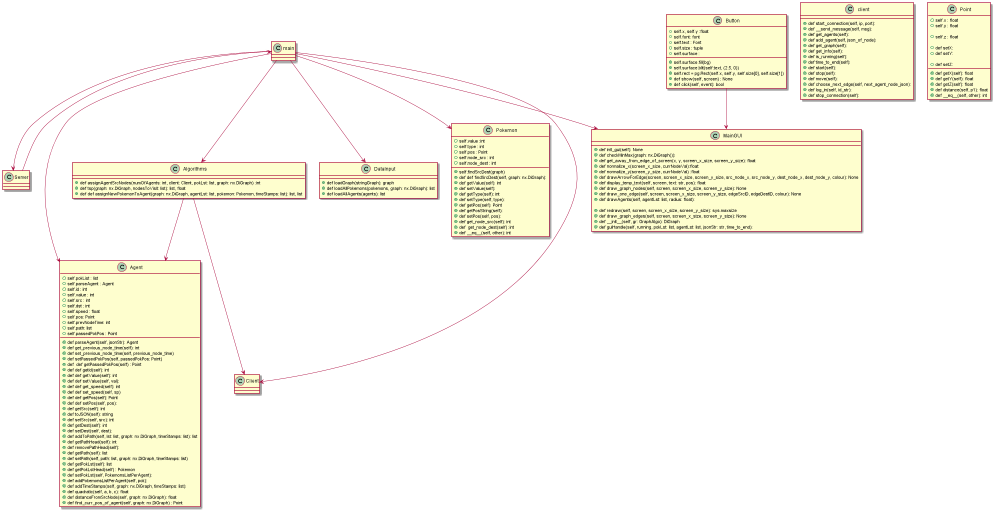 main
Server
Algorithms
def assignAgentSrcNodes(numOfAgents: int, client: Client, pokList: list, graph: nx.DiGraph): int
def tsp(graph: nx.DiGraph, nodesToVisit: list): list, float
def def assignNewPokemonToAgent(graph: nx.DiGraph, agentList: list, pokemon: Pokemon, timeStamps: list): list, list
DataInput
def loadGraph(stringGraph): graph
def loadAllPokemons(pokemons, graph: nx.DiGraph): list
def loadAllAgents(agents): list
Pokemon
self.value: int
self.type : int
self.pos : Point
self.node_src : int
self.node_dest : int
self.findSrcDest(graph)
def def findSrcDest(self, graph: nx.DiGraph)
def getValue(self): int
def setValue(self)
def getType(self): int
def setType(self, type)
def getPos(self): Point
def getPosString(self)
def setPos(self, pos):
def get_node_src(self): int
def get_node_dest(self): int
def __eq__(self, other): int
Button
self.x, self.y :float
self.font: font
self.text : Font
self.size : tuple
self.surface
self.surface.fill(bg)
self.surface.blit(self.text, (2.5, 0))
self.rect = pg.Rect(self.x, self.y, self.size[0], self.size[1])
def show(self, screen) : None
def click(self, event): bool
MainGUI
def init_gui(self): None
def checkMinMax(graph: nx.DiGraph()):
def get_away_from_edge_of_screen(x, y, screen_x_size, screen_y_size): float
def normalize_x(screen_x_size, currNodeVal):float
def normalize_y(screen_y_size, currNodeVal): float
def drawArrowForEdge(screen, screen_x_size, screen_y_size, src_node_x, src_node_y, dest_node_x, dest_node_y, colour): None
def display_temp_text(self, screen, text: str, pos): float
def draw_graph_nodes(self, screen, screen_x_size, screen_y_size): None
def draw_one_edge(self, screen, screen_x_size, screen_y_size, edgeSrcID, edgeDestID, colour): None
def drawAgents(self, agentList: list, radius: float):
def redraw(self, screen, screen_x_size, screen_y_size): sys.maxsize
def draw_graph_edges(self, screen, screen_x_size, screen_y_size): None
def __init__(self, gr: GraphAlgo): DiGraph
def guiHandle(self, running, pokList: list, agentList: list, jsonStr: str, time_to_end)
client
def start_connection(self, ip, port):
def __send_message(self, msg):
def get_agents(self):
def add_agent(self, json_of_node):
def get_graph(self):
def get_info(self):
def is_running(self):
def time_to_end(self):
def start(self):
def stop(self):
def move(self):
def choose_next_edge(self, next_agent_node_json):
def log_in(self, id_str):
def stop_connection(self):
Point
self.x : float
self.y : float
self.z : float
def setX:
def setY:
def setZ:
def getX(self): float
def getY(self): float
def getZ(self): float
def distance(self, p1): float
def __eq__(self, other): int
Agent
self.pokList : list
self.parseAgent : Agent
self.id : int
self.value : int
self.src : int
self.dst : int
self.speed : float
self.pos: Point
self.prevNodeTime: int
self.path: list
self.passedPokPos : Point
def parseAgent(self, jsonStr): Agent
def get_previous_node_time(self): int
def set_previous_node_time(self, previous_node_time)
def setPassedPokPos(self, passedPokPos: Point)
def getPassedPokPos(self) : Point
def def getId(self): int
def def getValue(self): int
def def setValue(self, val):
def def get_speed(self): int
def def set_speed(self, sp)
def def getPos(self): Point
def def setPos(self, pos):
def getSrc(self): int
def toJSON(self): string
def setSrc(self, src): int
def getDest(self): int
def setDest(self, dest):
def addToPath(self, lst: list, graph: nx.DiGraph, timeStamps: list): list
def getPathHead(self): int
def removePathHead(self):
def getPath(self): list
def setPath(self, path: list, graph: nx.DiGraph, timeStamps: list)
def getPokLst(self): list
def getPokLstHead(self) : Pokemon
def setPokLst(self, PokemonsListPerAgent):
def addPokemonsListPerAgent(self, pok):
def addTimeStamps(self, graph: nx.DiGraph, timeStamps: list):
def quadratic(self, a, b, c): float
def distanceFromSrcNode(self, graph: nx.DiGraph): float
def find_curr_pos_of_agent(self, graph: nx.DiGraph) : Point
Client